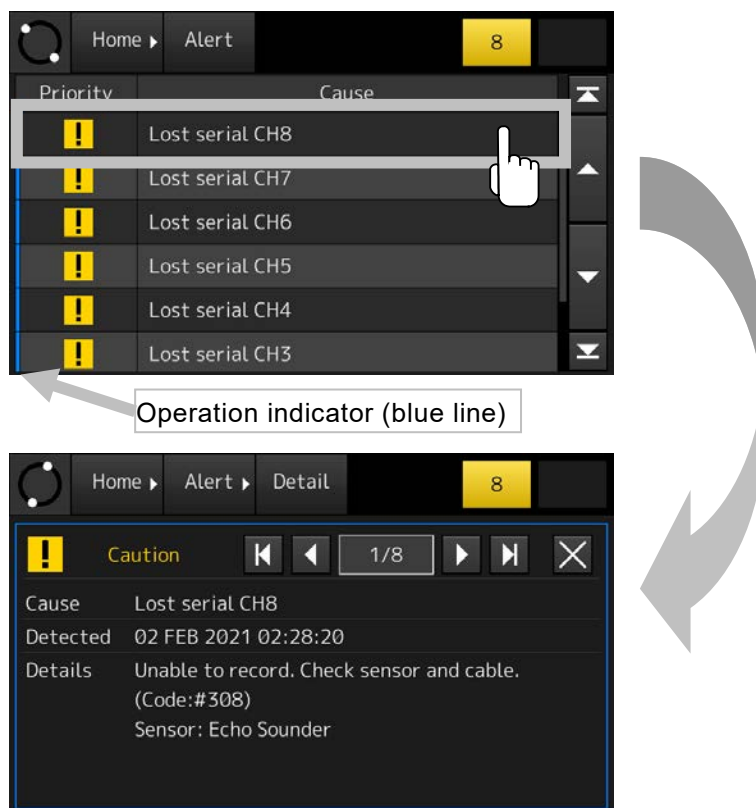 Home Alert 8
Priority Cause
! Lost serial CH8
! Lost serial CH7
! Lost serial CH6
! Lost serial CH5
! Lost serial CH4
! Lost serial CH3
Operation indicator (blue line)
Home Alert Detail 8
! Caution 1/8
Cause Lost serial CH8
Detected 02 FEB 2021 02:28:20
Details Unable to record. Check sensor and cable.
(Code:#308)
Sensor: Echo Sounder